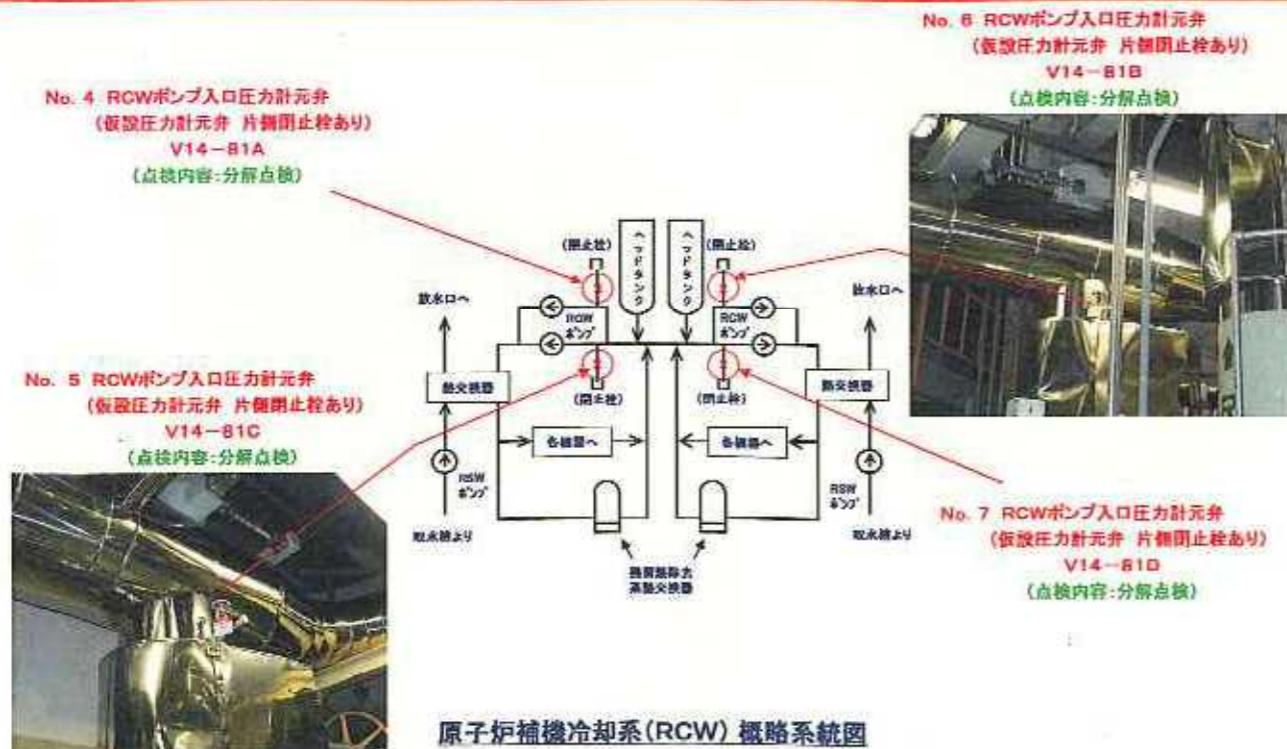 No. 4 RCWポンプ入口圧力計元弁
(仮設圧力計元弁 片側閉止栓あり)
V14-81A
(点検内容:分解点検)
No. 6 RCWポンプ入口圧力計元弁
(仮設圧力計元弁 片側閉止栓あり)
V14-81B
(点検内容:分解点検)
No. 5 RCWポンプ入口圧力計元弁
(仮設圧力計元弁 片側閉止栓あり)
V14-81C
(点検内容:分解点検)
No. 7 RCWポンプ入口圧力計元弁
(仮設圧力計元弁 片側閉止栓あり)
V14-81D
(点検内容:分解点検)
(閉止栓)
ヘッドタンク
ヘッドタンク
(閉止栓)
放水口へ
RCW
ポンプ
RCW
ポンプ
放水口へ
熱交換器
(閉止栓)
(閉止栓)
熱交換器
各機器へ
各機器へ
RSW
ポンプ
RSW
ポンプ
取水槽より
取水槽より
残留熱除去
系熱交換器
原子炉補機冷却系(RCW) 概略系統図